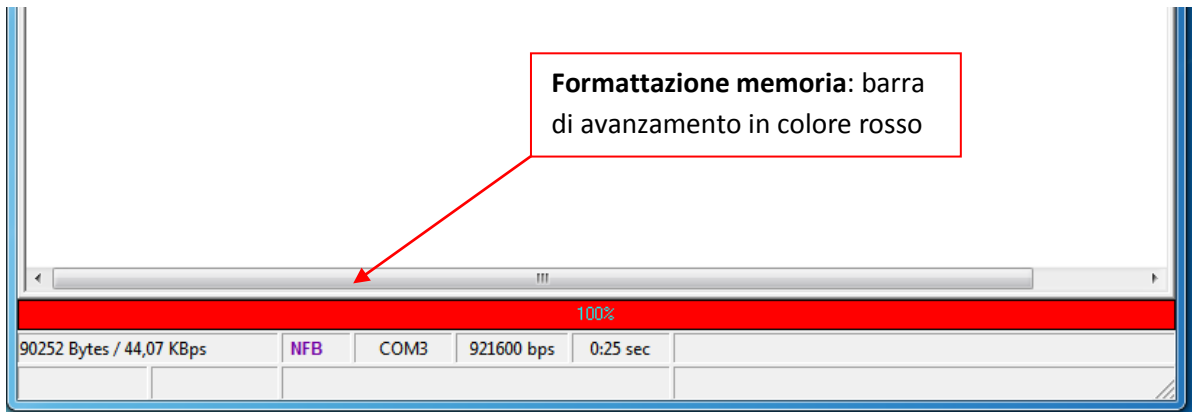 Formattazione memoria: barra
di avanzamento in colore rosso
100%
90252 Bytes / 44,07 KBps NFB COM3 921600 bps 0:25 sec